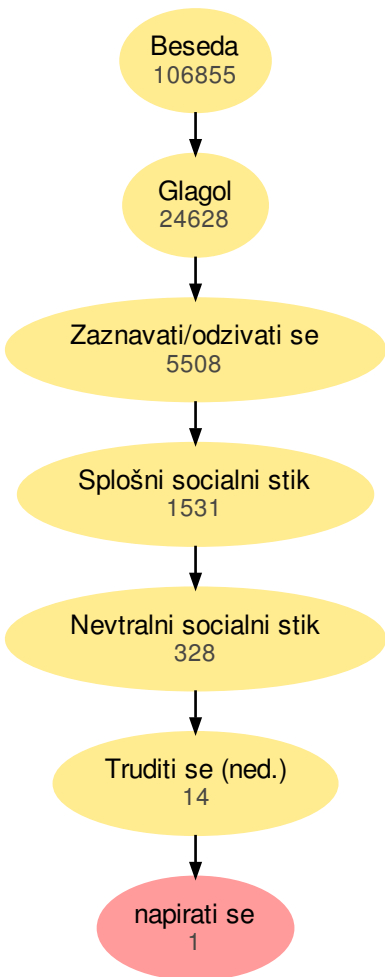 Beseda
106855
Glagol
24628
Zaznavati/odzivati se
5508
Splošni socialni stik
1531
Nevtralni socialni stik
328
Truditi se (ned.)
14
napirati se
1